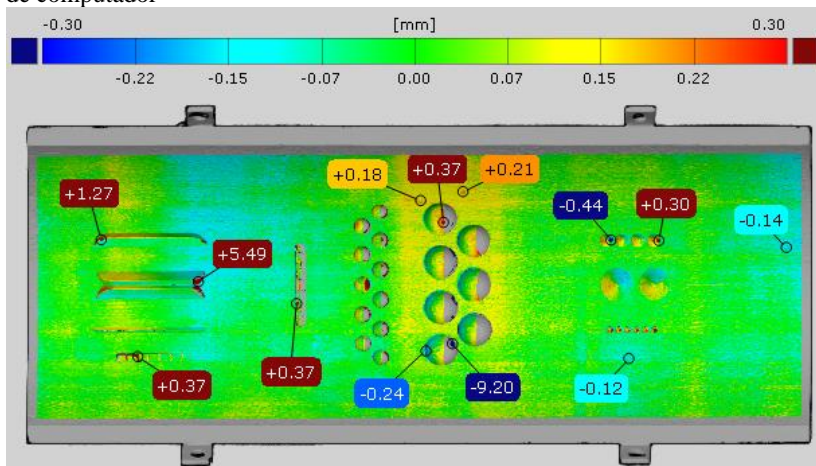 de computador
-0.30 [mm] 0.30
-0.22 -0.15 -0.07 0.00 0.07 0.15 0.22
+0.18 +0.37 +0.21
+1.27
-0.44 +0.30
-0.14
+5.49
+0.37
+0.37
-0.24 -9.20
-0.12